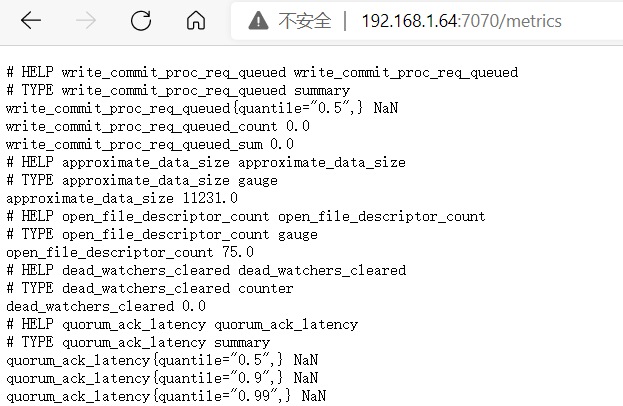 不安全 | 192.168.1.64:7070/metrics
# HELP write_commit_proc_req_queued write_commit_proc_req_queued
# TYPE write_commit_proc_req_queued summary
write_commit_proc_req_queued{quantile="0.5",} NaN
write_commit_proc_req_queued_count 0.0
write_commit_proc_req_queued_sum 0.0
# HELP approximate_data_size approximate_data_size
# TYPE approximate_data_size gauge
approximate_data_size 11231.0
# HELP open_file_descriptor_count open_file_descriptor_count
# TYPE open_file_descriptor_count gauge
open_file_descriptor_count 75.0
# HELP dead_watchers_cleared dead_watchers_cleared
# TYPE dead_watchers_cleared counter
dead_watchers_cleared 0.0
# HELP quorum_ack_latency quorum_ack_latency
# TYPE quorum_ack_latency summary
quorum_ack_latency{quantile="0.5",} NaN
quorum_ack_latency{quantile="0.9",} NaN
quorum_ack_latency{quantile="0.99",} NaN